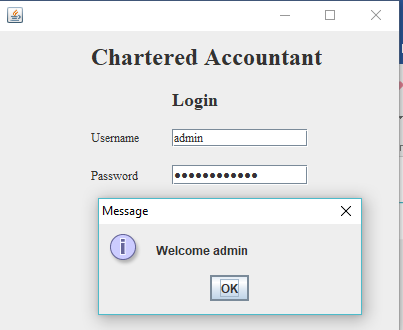 Chartered Accountant
Login
Username admin
Password ●●●●●●●●●●●●
Message
Welcome admin
OK